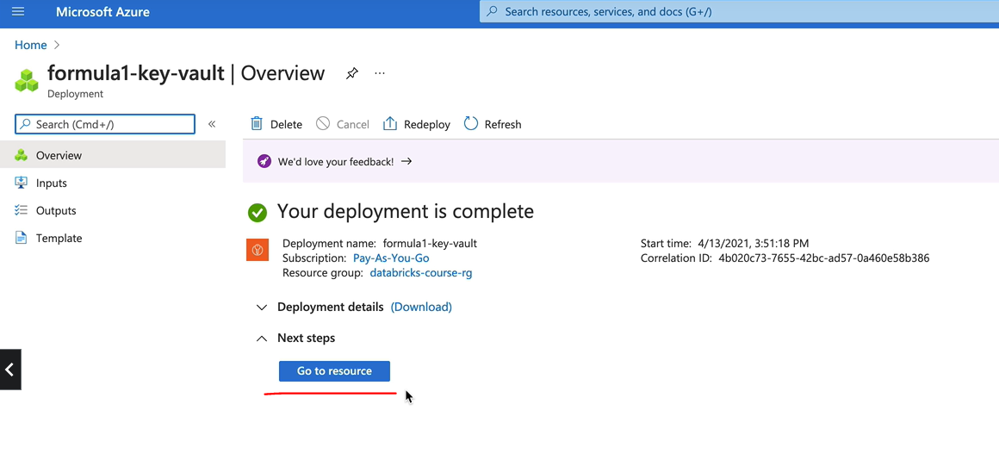 Microsoft Azure
Search resources, services, and docs (G+/)
Home
formula1-key-vault | Overview
Deployment
Search (Cmd+/)
Overview
Inputs
Outputs
Template
Delete Cancel Redeploy Refresh
We'd love your feedback!
Your deployment is complete
Deployment name: formula1-key-vault
Subscription: Pay-As-You-Go
Resource group: databricks-course-rg
Start time: 4/13/2021, 3:51:18 PM
Correlation ID: 4b020c73-7655-42bc-ad57-0a460e58b386
Deployment details (Download)
Next steps
Go to resource